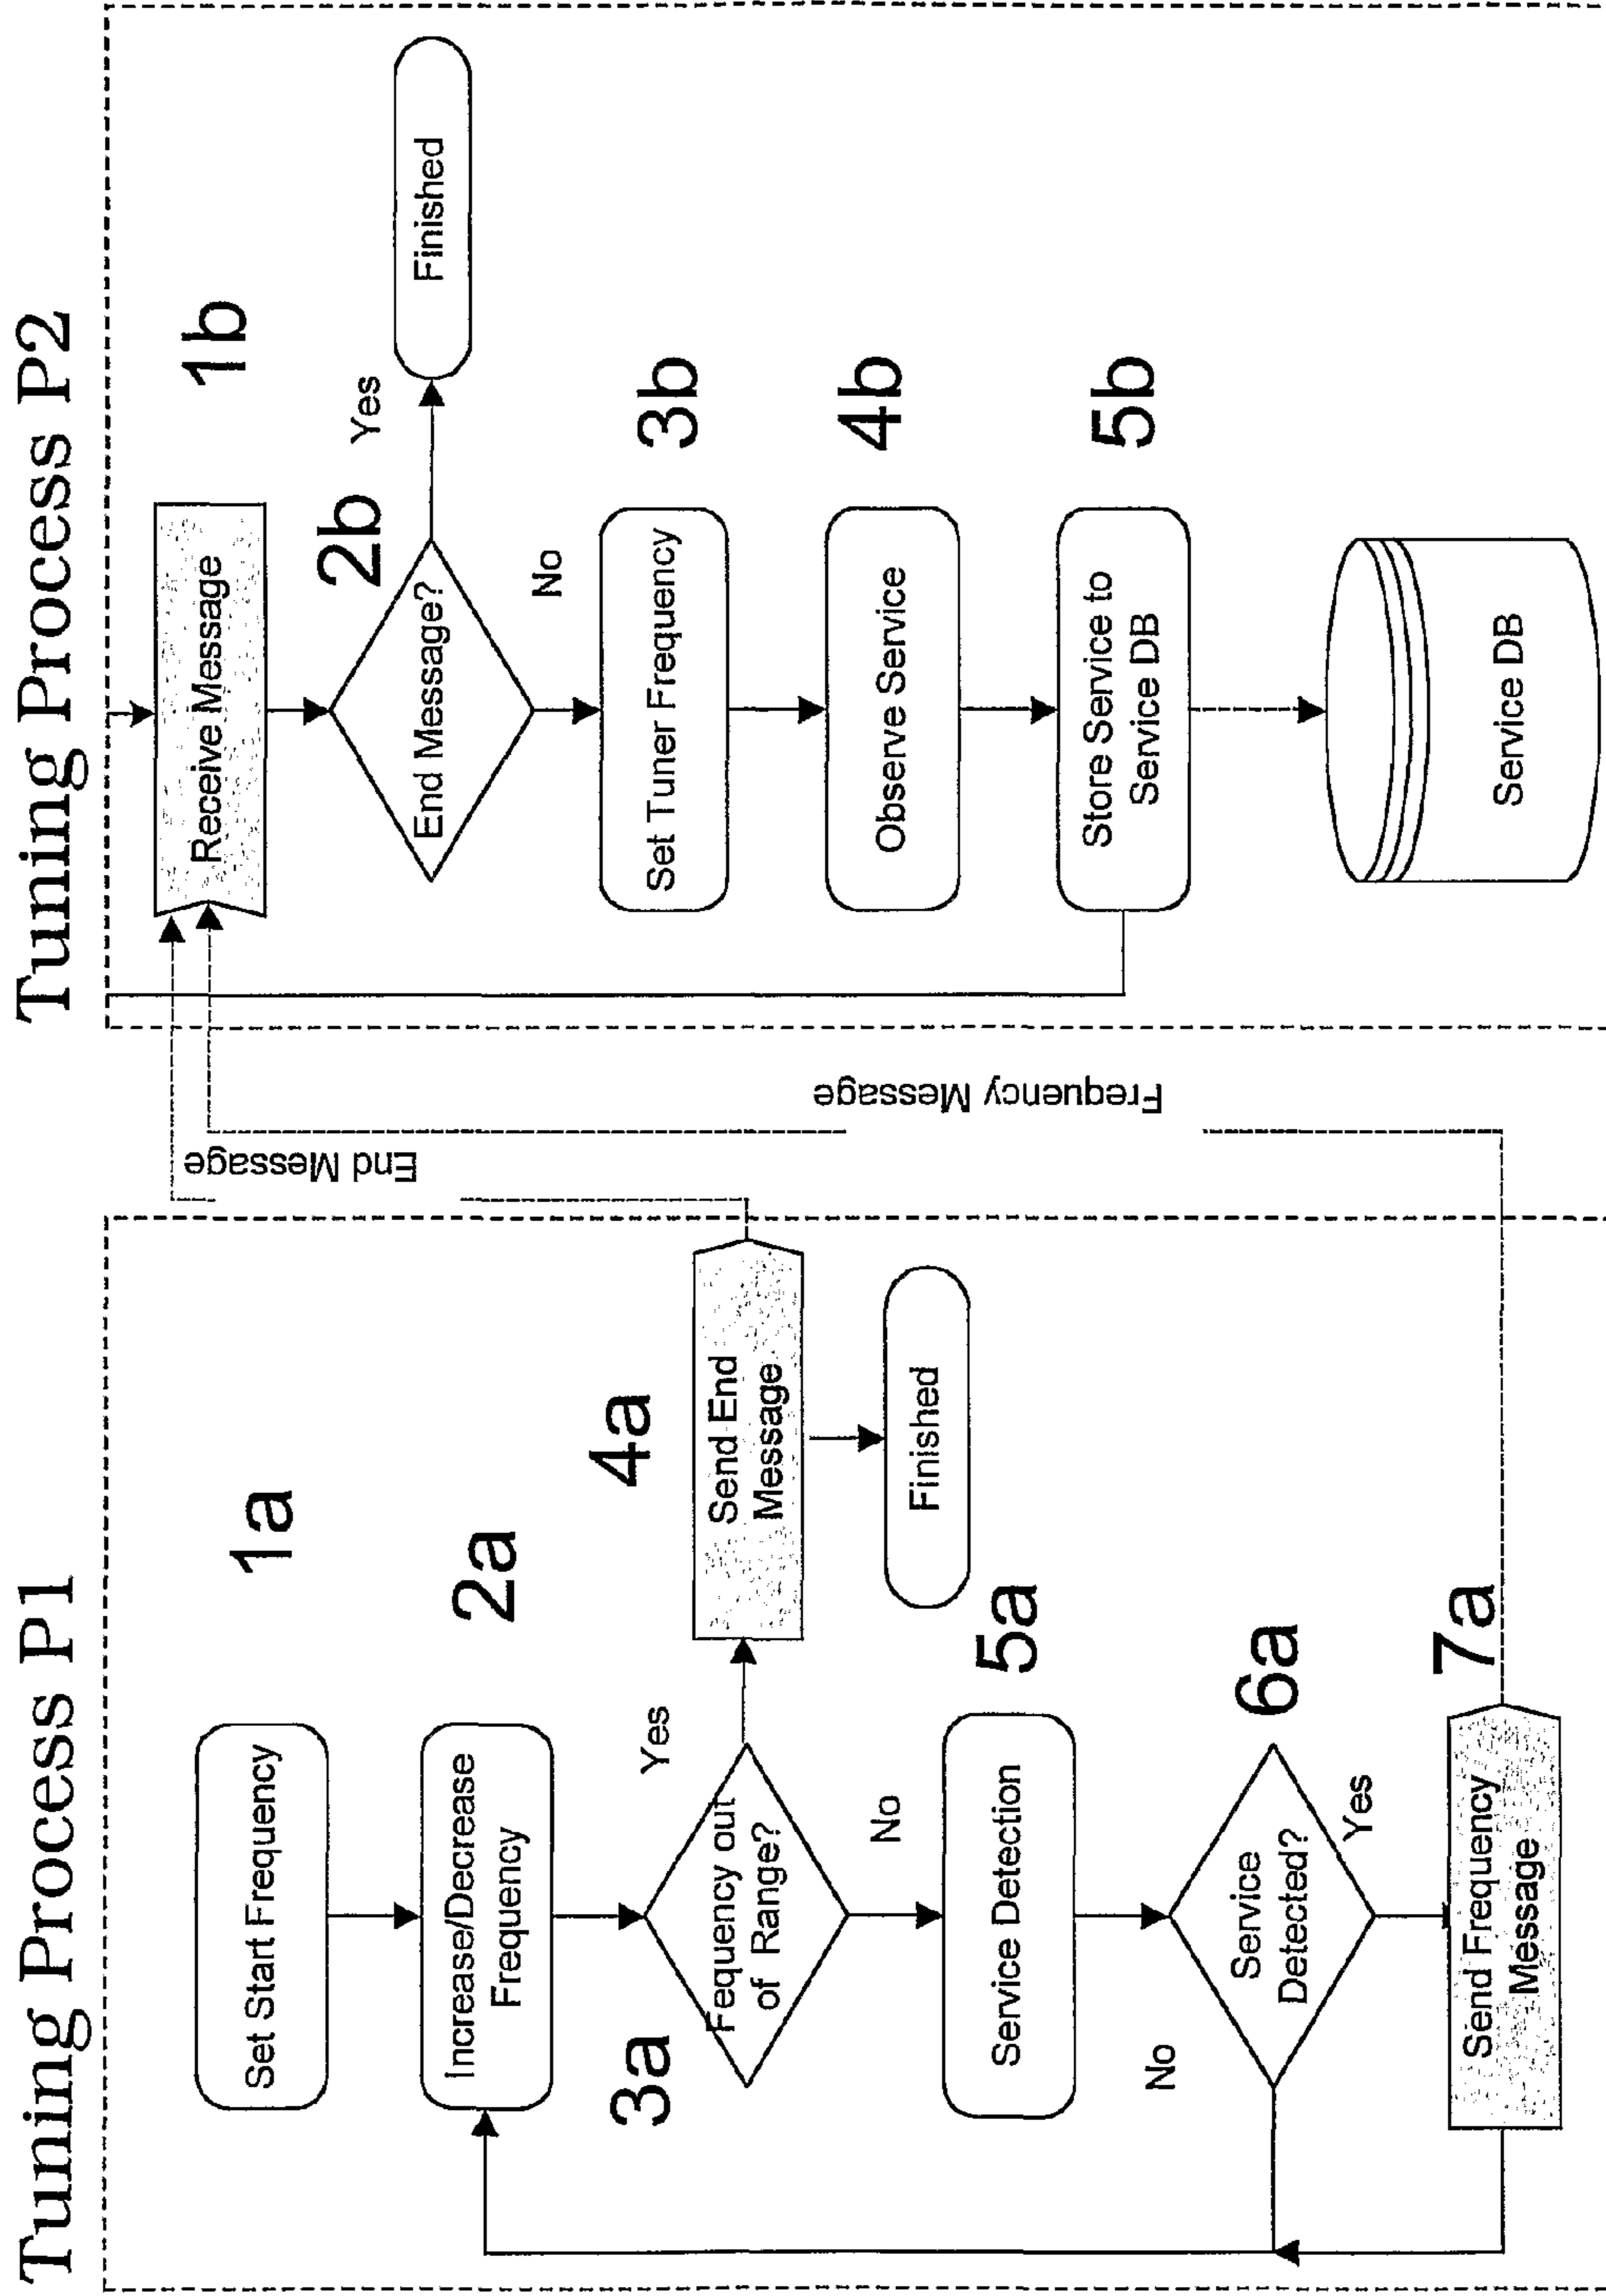 Tuning Process P1
Set Start Frequency
1a
Increase/Decrease
Frequency
2a
3a
Frequency out
of Range?
Yes
No
4a
Send End
Message
Finished
Service Detection
5a
Service
Detected?
6a
No
Yes
Send Frequency
Message
7a
End Message
Frequency Message
Tuning Process P2
Receive Message
1b
End Message?
2b
Yes
Finished
No
Set Tuner Frequency
3b
Observe Service
4b
Store Service to
Service DB
5b
Service DB